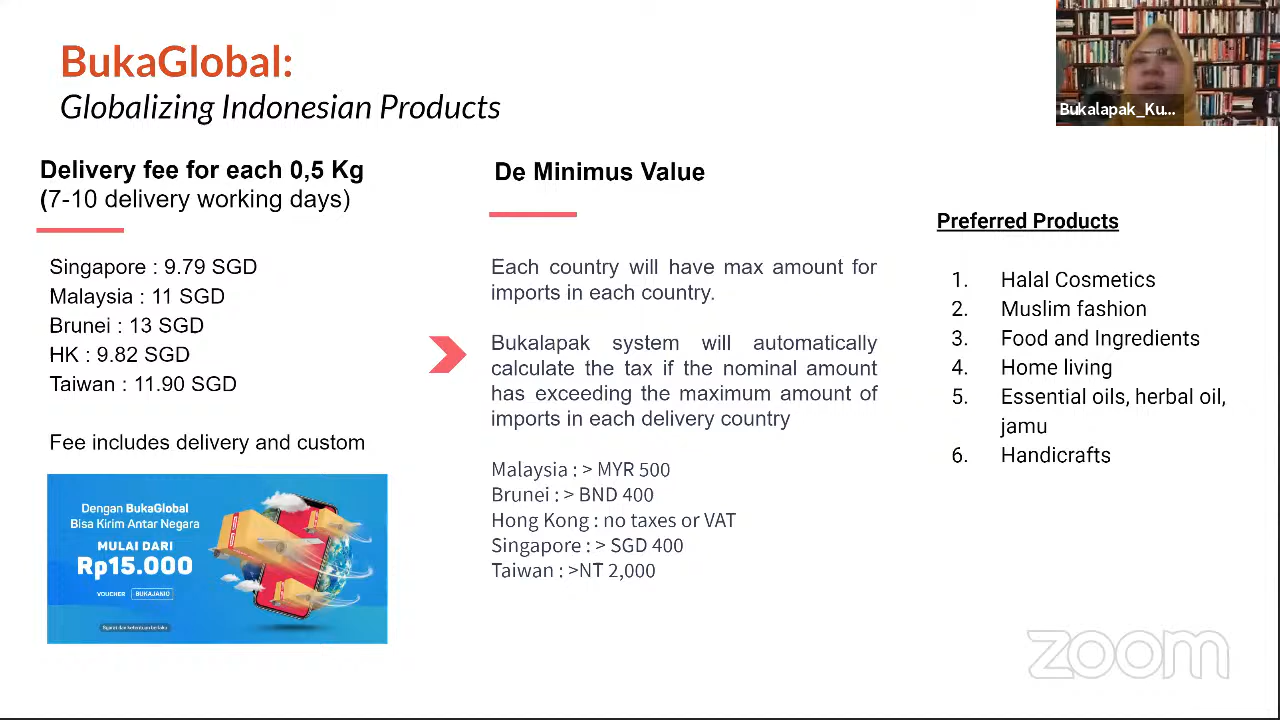 BukaGlobal:
Globalizing Indonesian Products
Bukalapak_Ku...
Delivery fee for each 0,5 Kg
(7-10 delivery working days)
Singapore : 9.79 SGD
Malaysia : 11 SGD
Brunei : 13 SGD
HK : 9.82 SGD
Taiwan : 11.90 SGD
Fee includes delivery and custom
Dengan BukaGlobal
Bisa Kirim Antar Negara
MULAI DARI
Rp15.000
VOUCHER BUKAJANIO
Syarat dan ketentuan berlaku
De Minimus Value
Each country will have max amount for
imports in each country.
Bukalapak system will automatically
calculate the tax if the nominal amount
has exceeding the maximum amount of
imports in each delivery country
Malaysia : > MYR 500
Brunei : > BND 400
Hong Kong : no taxes or VAT
Singapore : > SGD 400
Taiwan : >NT 2,000
Preferred Products
1. Halal Cosmetics
2. Muslim fashion
3. Food and Ingredients
4. Home living
5. Essential oils, herbal oil,
jamu
6. Handicrafts
zoom